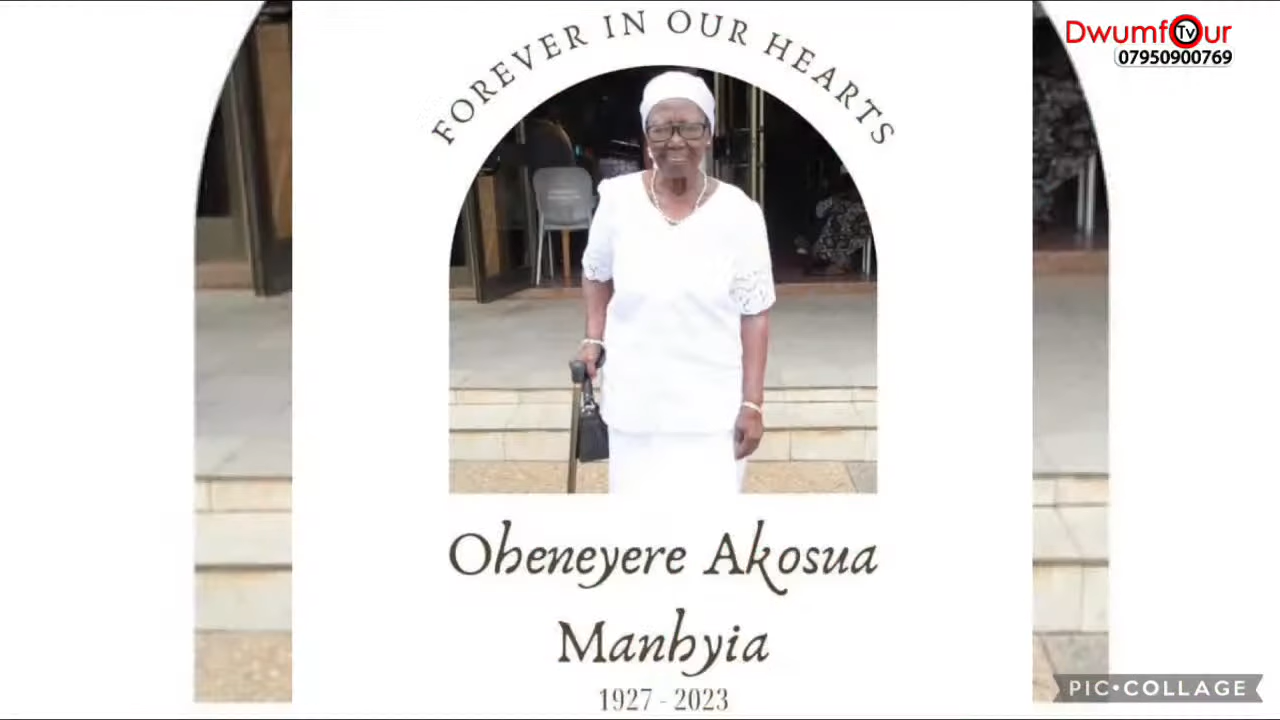 FOREVER IN OUR HEARTS
DwumfOur
Tv
07950900769
Oheneyere Akosua
Manhyia
1927 - 2023
PIC•COLLAGE